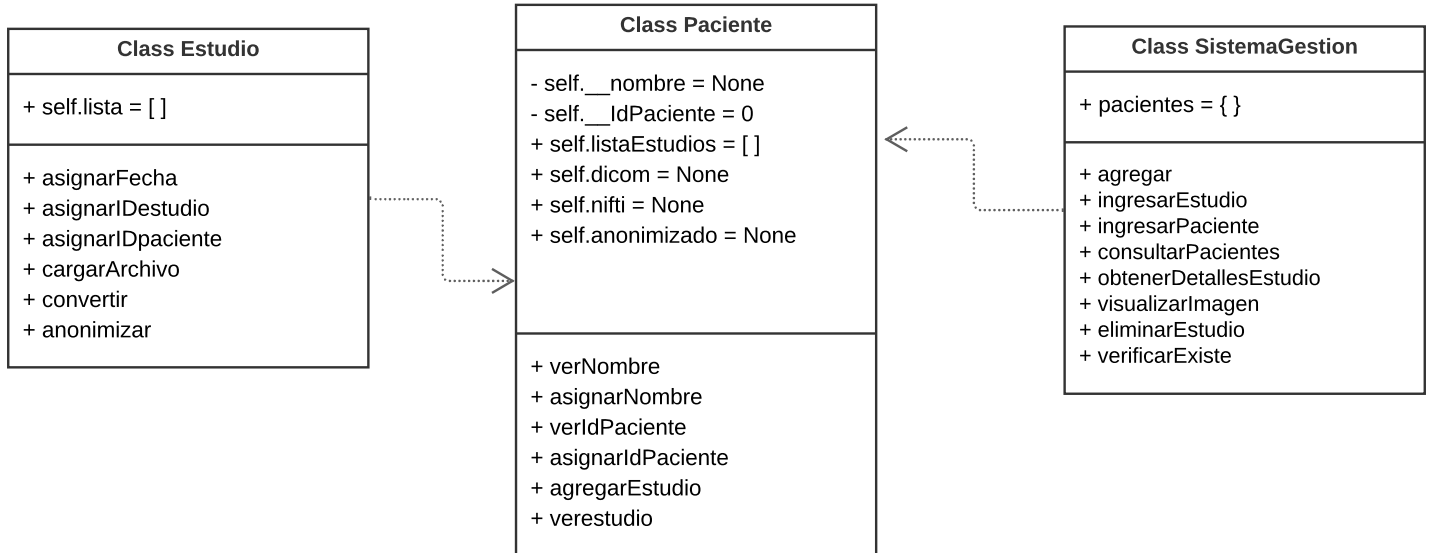 Class Estudio
+ self.lista = [ ]
+ asignarFecha
+ asignarIDestudio
+ asignarIDpaciente
+ cargarArchivo
+ convertir
+ anonimizar
Class Paciente
- self.__nombre = None
- self.__IdPaciente = 0
+ self.listaEstudios = [ ]
+ self.dicom = None
+ self.nifti = None
+ self.anonimizado = None
+ verNombre
+ asignarNombre
+ verIdPaciente
+ asignarIdPaciente
+ agregarEstudio
+ verestudio
Class SistemaGestion
+ pacientes = { }
+ agregar
+ ingresarEstudio
+ ingresarPaciente
+ consultarPacientes
+ obtenerDetallesEstudio
+ visualizarImagen
+ eliminarEstudio
+ verificarExiste